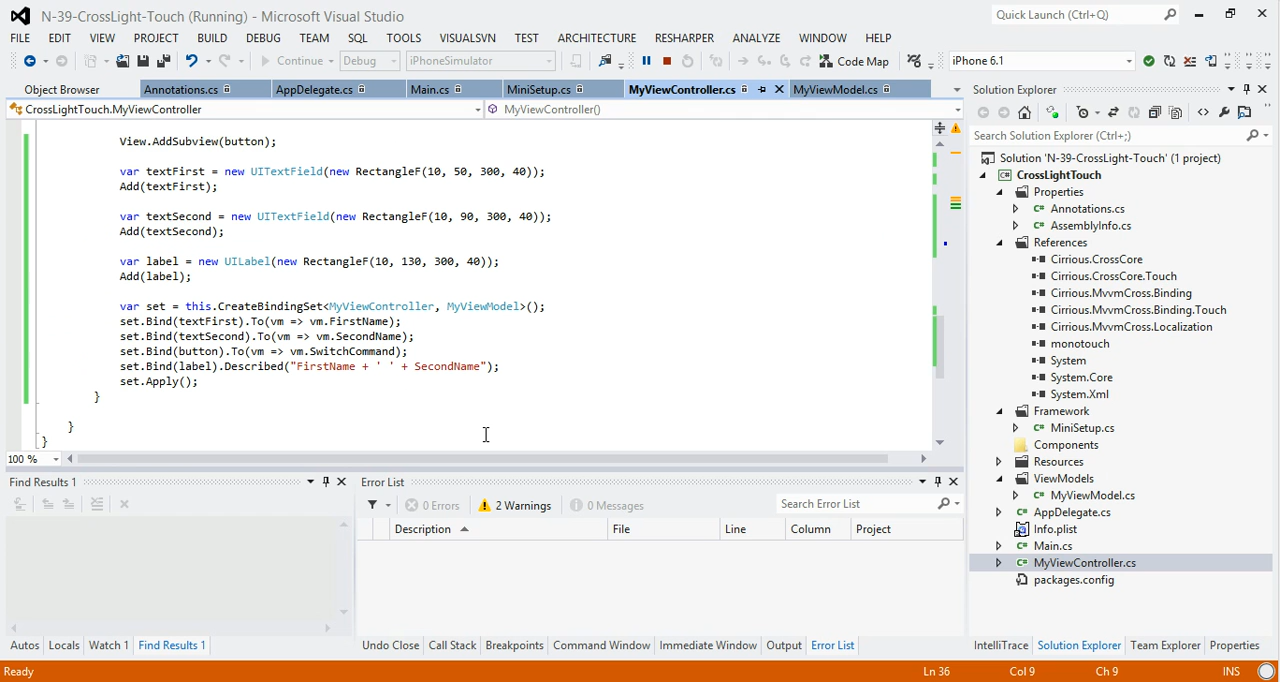 N-39-CrossLight-Touch (Running) - Microsoft Visual Studio
Quick Launch (Ctrl+Q)
FILE EDIT VIEW PROJECT BUILD DEBUG TEAM SQL TOOLS VISUALSVN TEST ARCHITECTURE RESHARPER ANALYZE WINDOW HELP
Continue Debug iPhoneSimulator Code Map iPhone 6.1
Object Browser Annotations.cs AppDelegate.cs Main.cs MiniSetup.cs MyViewController.cs MyViewModel.cs
CrossLightTouch.MyViewController MyViewController()
View.AddSubview(button);
var textFirst = new UITextField(new RectangleF(10, 50, 300, 40));
Add(textFirst);
var textSecond = new UITextField(new RectangleF(10, 90, 300, 40));
Add(textSecond);
var label = new UILabel(new RectangleF(10, 130, 300, 40));
Add(label);
var set = this.CreateBindingSet<MyViewController, MyViewModel>();
set.Bind(textFirst).To(vm => vm.FirstName);
set.Bind(textSecond).To(vm => vm.SecondName);
set.Bind(button).To(vm => vm.SwitchCommand);
set.Bind(label).Described("FirstName + ' ' + SecondName");
set.Apply();
}
}
}
100 %
Solution Explorer
Search Solution Explorer (Ctrl+;)
Solution 'N-39-CrossLight-Touch' (1 project)
CrossLightTouch
Properties
Annotations.cs
AssemblyInfo.cs
References
Cirrious.CrossCore
Cirrious.CrossCore.Touch
Cirrious.MvvmCross.Binding
Cirrious.MvvmCross.Binding.Touch
Cirrious.MvvmCross.Localization
monotouch
System
System.Core
System.Xml
Framework
MiniSetup.cs
Components
Resources
ViewModels
MyViewModel.cs
AppDelegate.cs
Info.plist
Main.cs
MyViewController.cs
packages.config
Find Results 1
Error List
0 Errors 2 Warnings 0 Messages Search Error List
Description File Line Column Project
Autos Locals Watch 1 Find Results 1
Undo Close Call Stack Breakpoints Command Window Immediate Window Output Error List
IntelliTrace Solution Explorer Team Explorer Properties
Ready Ln 36 Col 9 Ch 9 INS